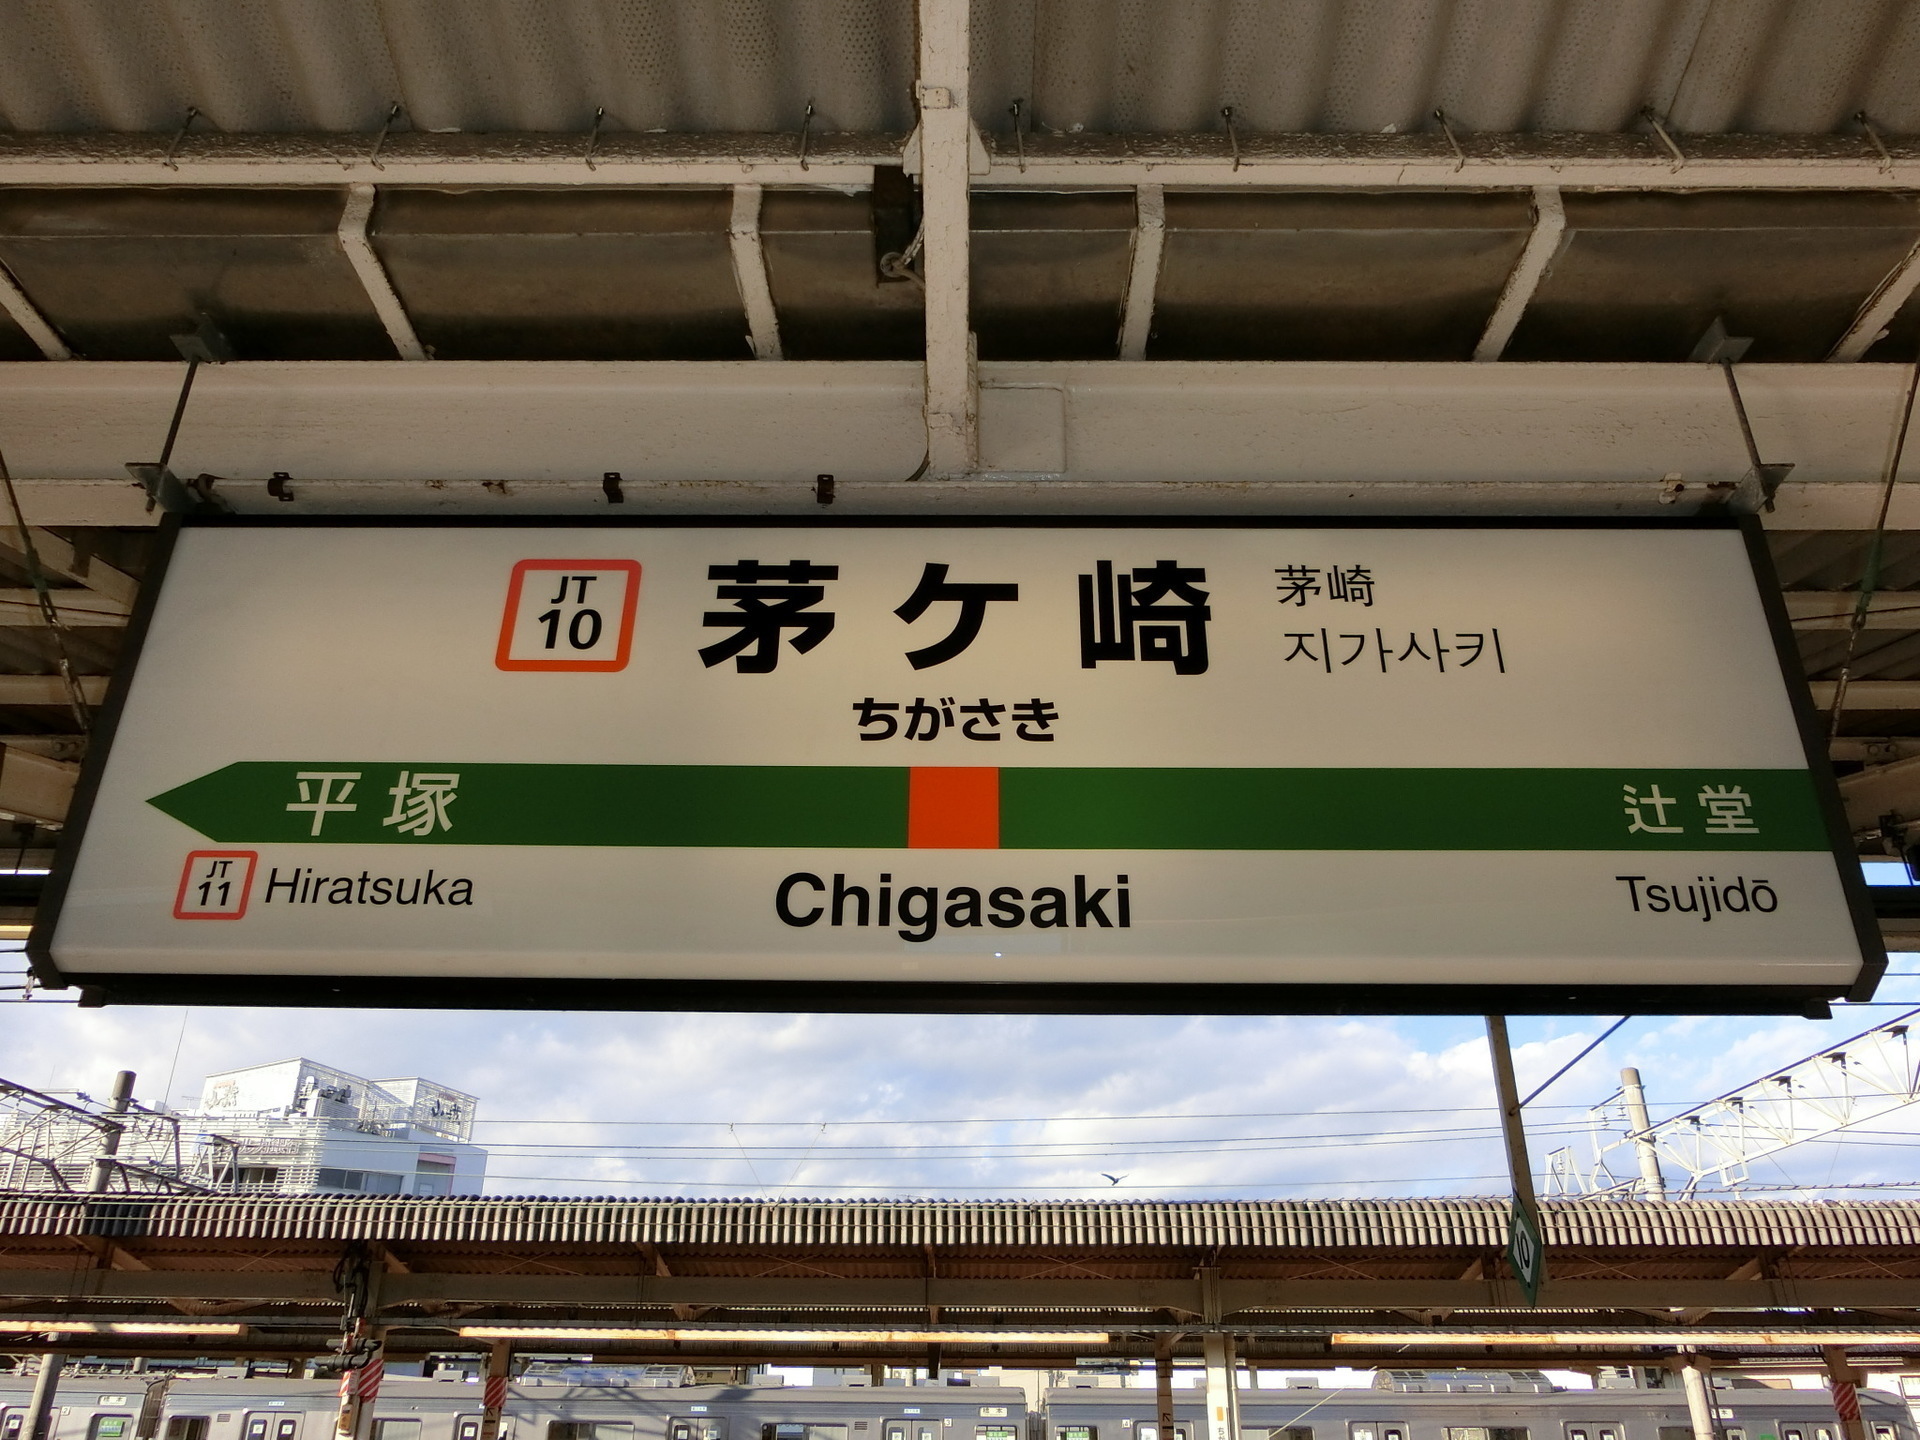 JT
10
茅ケ崎
茅崎
지가사키
ちがさき
平塚
辻堂
JT
11
Hiratsuka
Chigasaki
Tsujidō
10